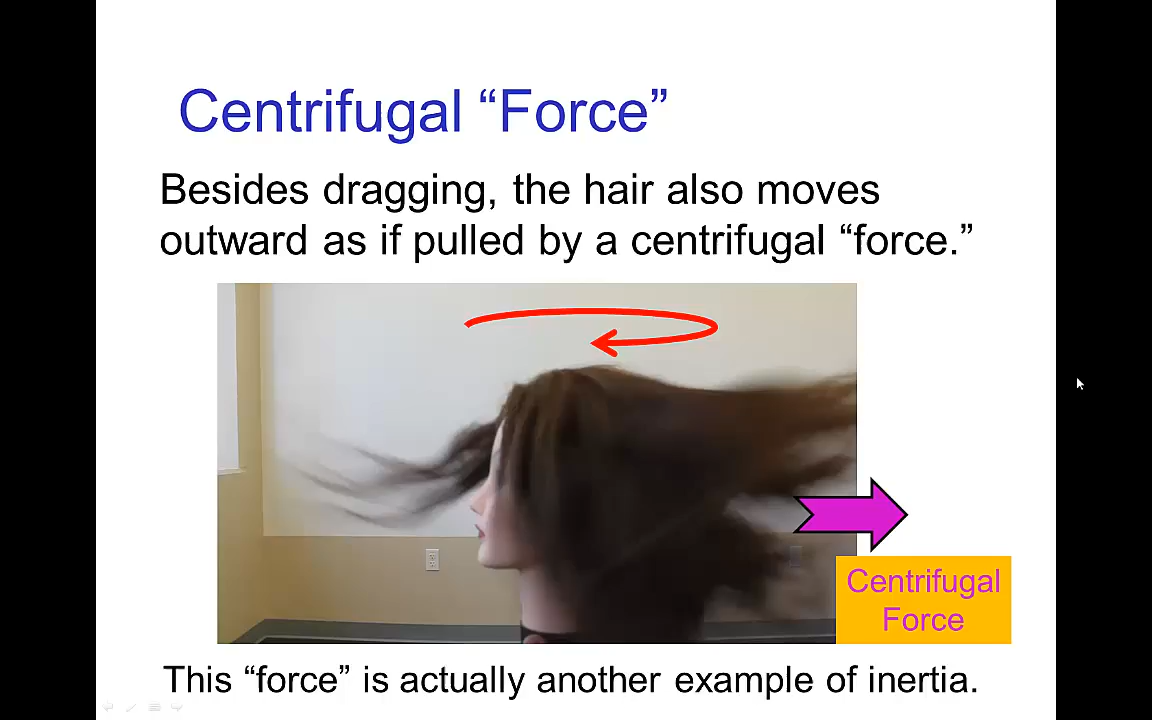 Centrifugal “Force”
Besides dragging, the hair also moves
outward as if pulled by a centrifugal “force.”
Centrifugal
Force
This “force” is actually another example of inertia.